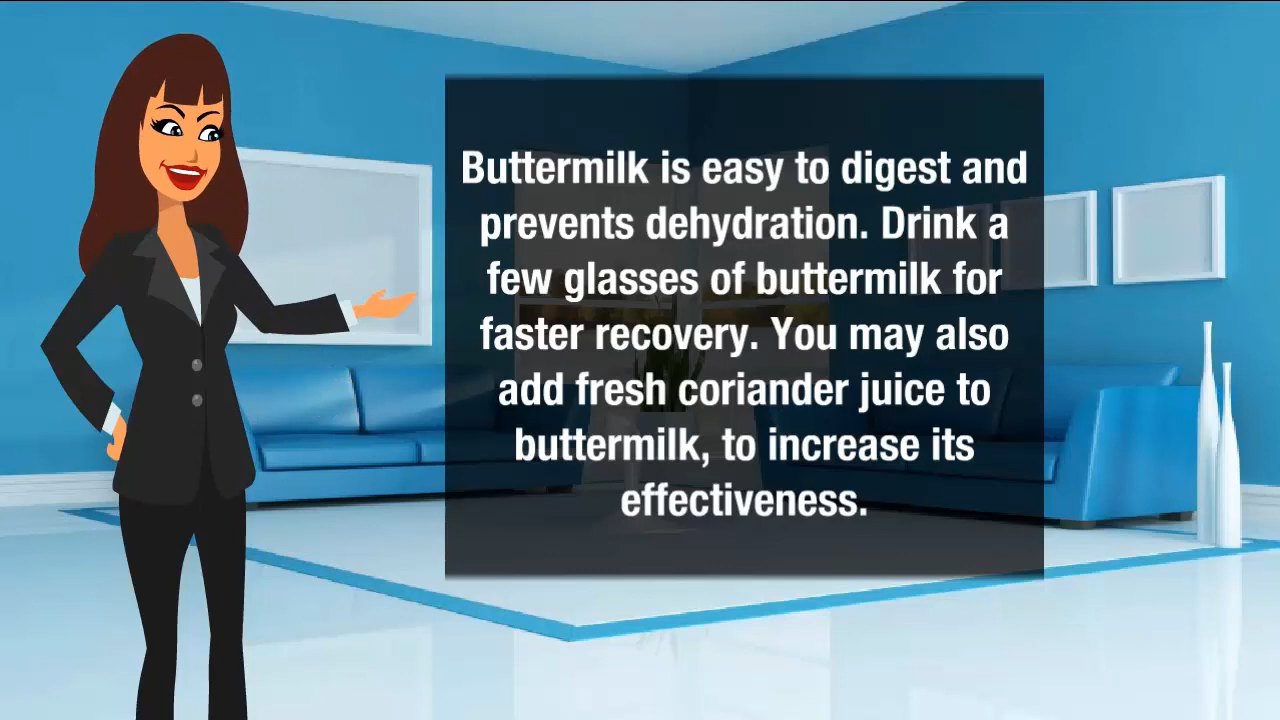 Buttermilk is easy to digest and
prevents dehydration. Drink a
few glasses of buttermilk for
faster recovery. You may also
add fresh coriander juice to
buttermilk, to increase its
effectiveness.